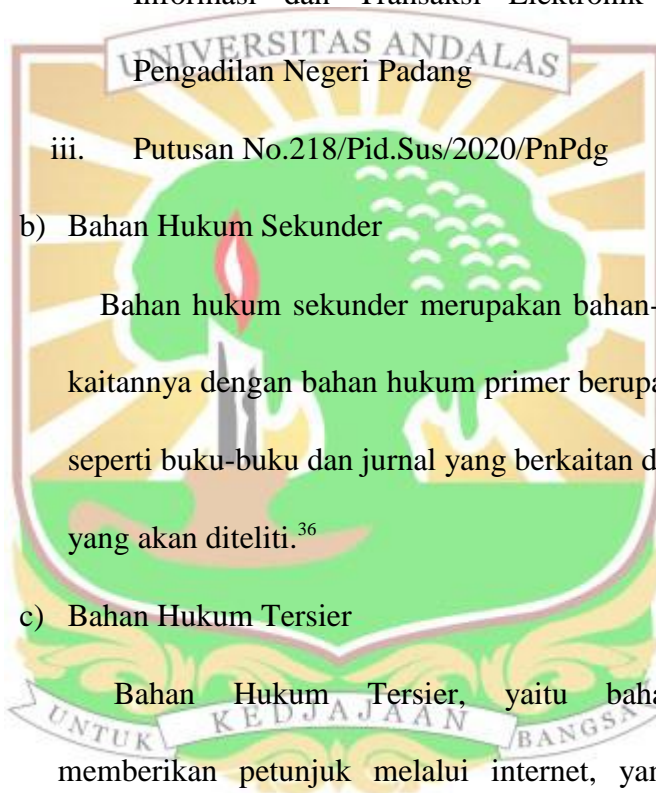 Informasi dan Transaksi Elektronik
UNIVERSITAS ANDALAS
Pengadilan Negeri Padang
iii. Putusan No.218/Pid.Sus/2020/PnPdg
b) Bahan Hukum Sekunder
Bahan hukum sekunder merupakan bahan-
kaitannya dengan bahan hukum primer berupa
seperti buku-buku dan jurnal yang berkaitan d
yang akan diteliti.36
c) Bahan Hukum Tersier
Bahan Hukum Tersier, yaitu baha
UNTUK KEDJAJAAN BANGSA
memberikan petunjuk melalui internet, yan